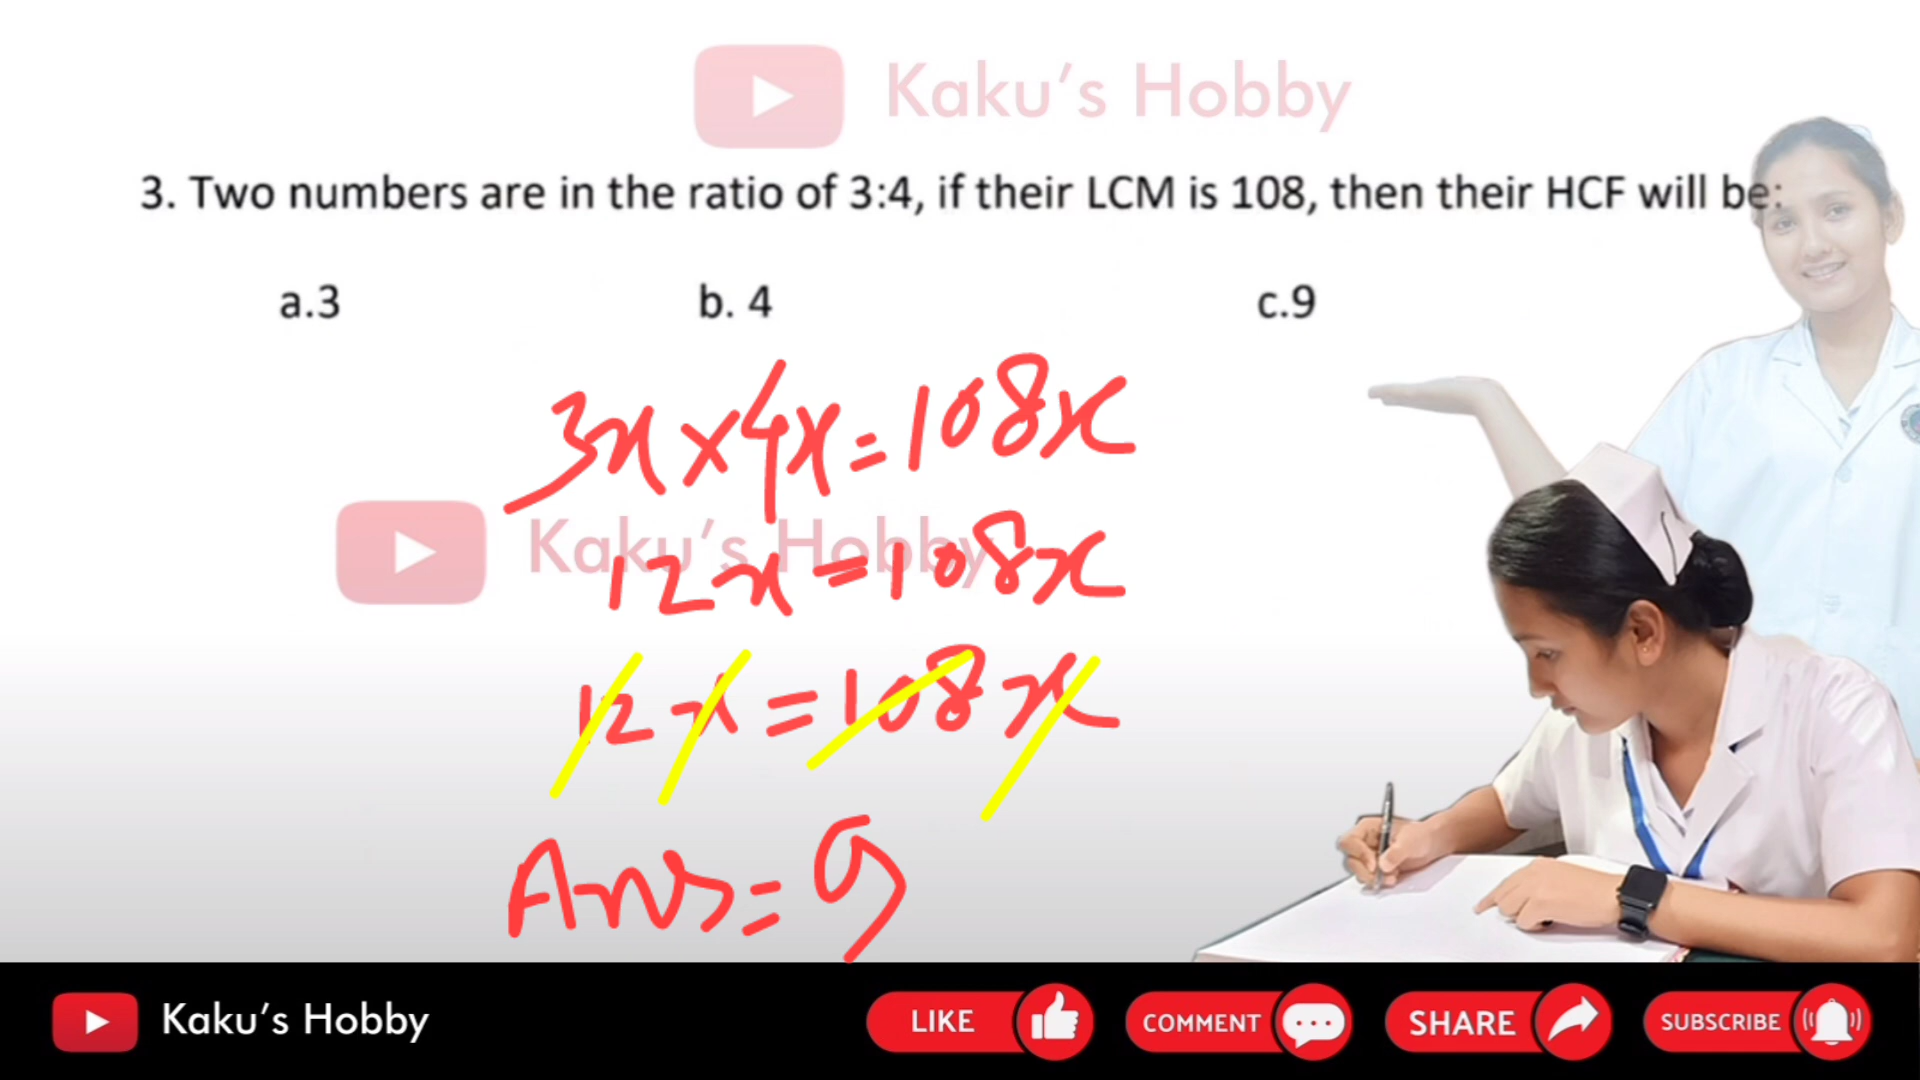 Kaku's Hobby
3. Two numbers are in the ratio of 3:4, if their LCM is 108, then their HCF will be:
a.3 b. 4 c.9
3x×4x=108x
Kaku's Hobby
12x=108x
12x=108x
Ans=9
Kaku's Hobby
LIKE COMMENT SHARE SUBSCRIBE